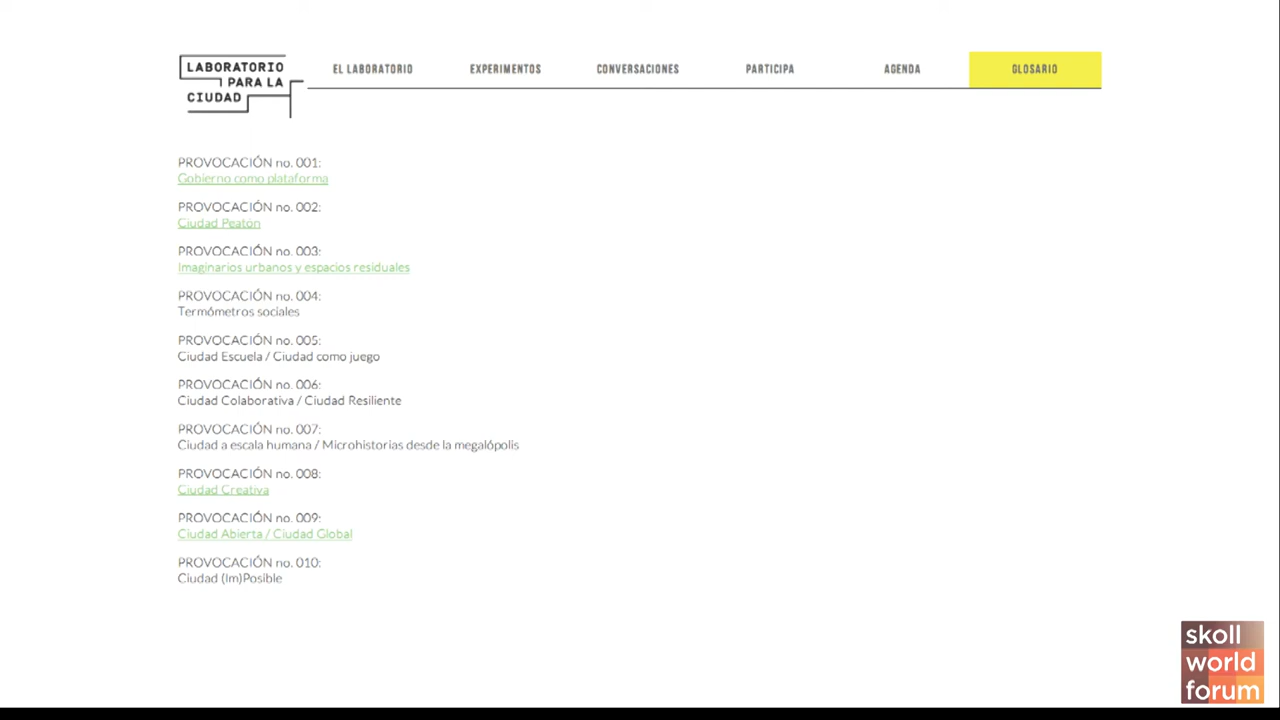 LABORATORIO
PARA LA
CIUDAD
EL LABORATORIO
EXPERIMENTOS
CONVERSACIONES
PARTICIPA
AGENDA
GLOSARIO
PROVOCACIÓN no. 001:
Gobierno como plataforma
PROVOCACIÓN no. 002:
Ciudad Peatón
PROVOCACIÓN no. 003:
Imaginarios urbanos y espacios residuales
PROVOCACIÓN no. 004:
Termómetros sociales
PROVOCACIÓN no. 005:
Ciudad Escuela / Ciudad como juego
PROVOCACIÓN no. 006:
Ciudad Colaborativa / Ciudad Resiliente
PROVOCACIÓN no. 007:
Ciudad a escala humana / Microhistorias desde la megalópolis
PROVOCACIÓN no. 008:
Ciudad Creativa
PROVOCACIÓN no. 009:
Ciudad Abierta / Ciudad Global
PROVOCACIÓN no. 010:
Ciudad (Im)Posible
skoll
world
forum